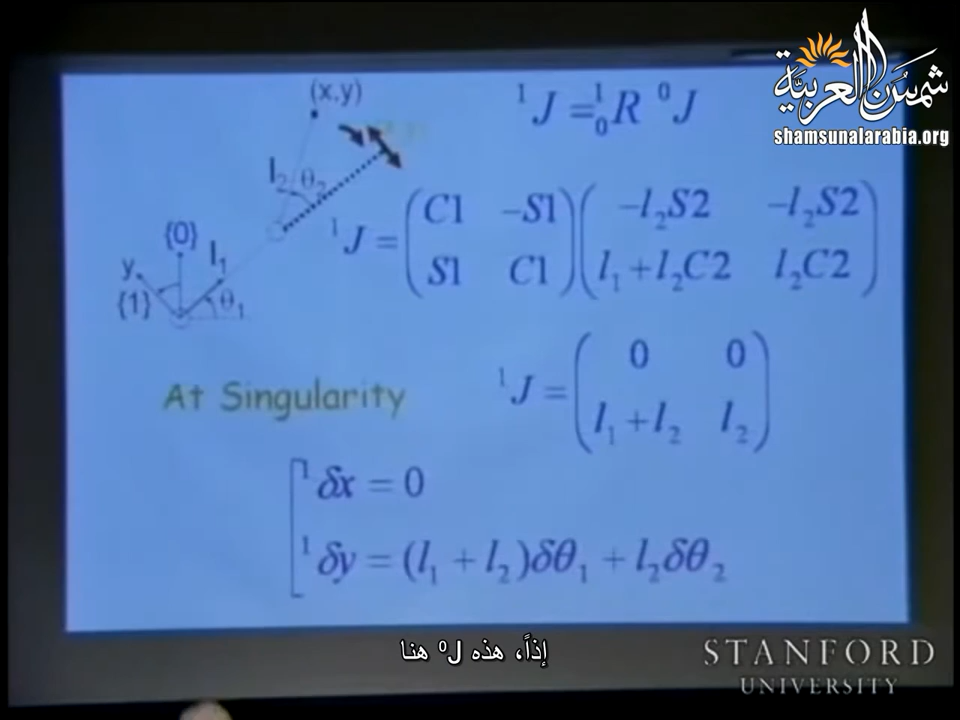 شمسُ العربية
shamsunalarabia.org
(x,y)
¹J = ¹₀R ⁰J
l₂ θ₂
¹J = (C1 −S1 S1 C1) (−l₂S2 −l₂S2 l₁+l₂C2 l₂C2)
{0}
y l₁
{1} θ₁
At Singularity
¹J = (0 0 l₁+l₂ l₂)
¹δx = 0
¹δy = (l₁ + l₂)δθ₁ + l₂δθ₂
إذاً، هذه J⁰ هنا
STANFORD
UNIVERSITY